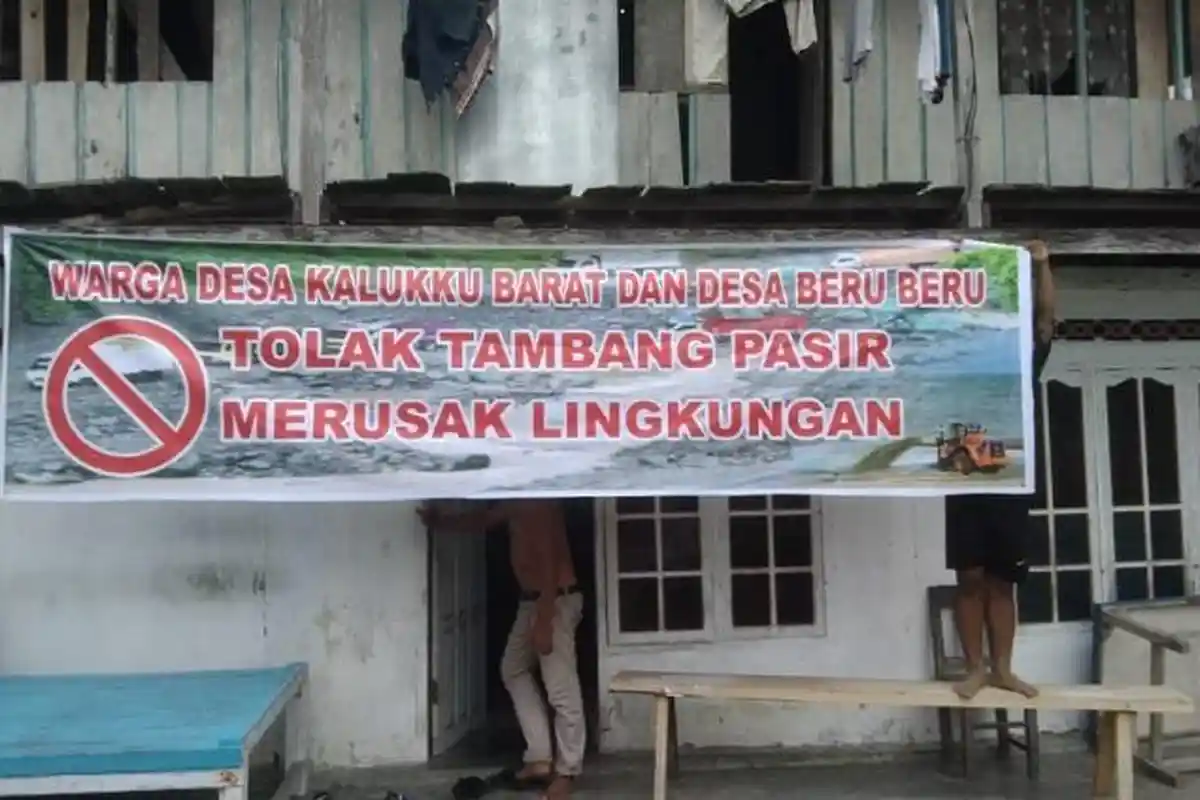 WARGA DESA KALUKKU BARAT DAN DESA BERU BERU
TOLAK TAMBANG PASIR
MERUSAK LINGKUNGAN